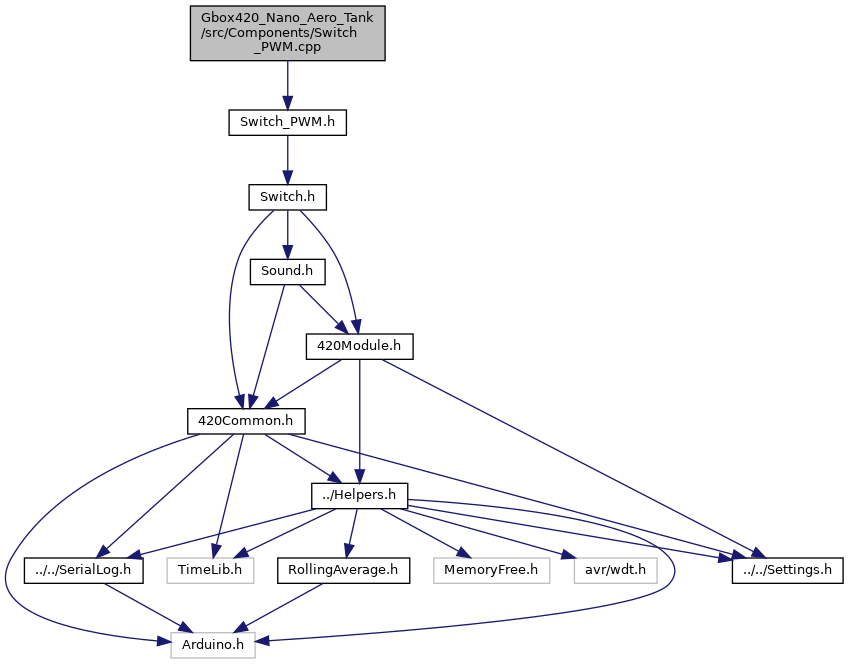 Gbox420_Nano_Aero_Tank
/src/Components/Switch
_PWM.cpp
Switch_PWM.h
Switch.h
Sound.h
420Module.h
420Common.h
../Helpers.h
../../SerialLog.h
TimeLib.h
RollingAverage.h
MemoryFree.h
avr/wdt.h
../../Settings.h
Arduino.h